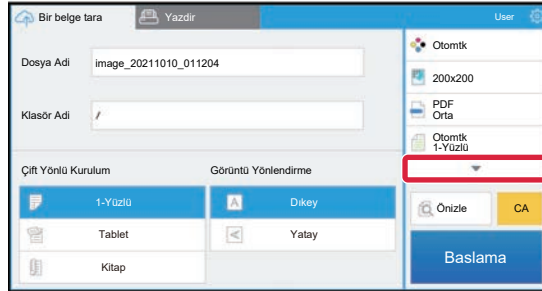 Bir belge tara
Yazdir
User
Dosya Adi
image_20211010_011204
Klasör Adi
/
Çift Yönlü Kurulum
Görüntü Yönlendirme
1-Yüzlü
Tablet
Kitap
A
Dıkey
Yatay
Otomtk
200x200
PDF
Orta
Otomtk
1-Yüzlü
Önizle
CA
Baslama